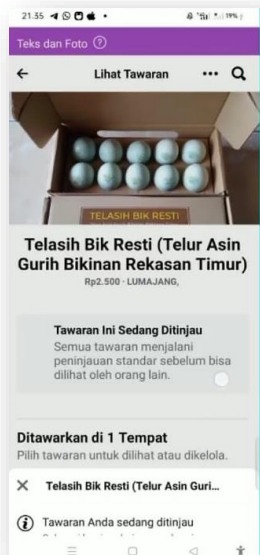 21.35
19%
Teks dan Foto
Lihat Tawaran
TELASIH BIK RESTI
Telasih Bik Resti (Telur Asin
Gurih Bikinan Rekasan Timur)
Rp2.500 · LUMAJANG,
Tawaran Ini Sedang Ditinjau
Semua tawaran menjalani
peninjauan standar sebelum bisa
dilihat oleh orang lain.
Ditawarkan di 1 Tempat
Pilih tawaran untuk dilihat atau dikelola.
Telasih Bik Resti (Telur Asin Guri...
Tawaran Anda sedang ditinjau